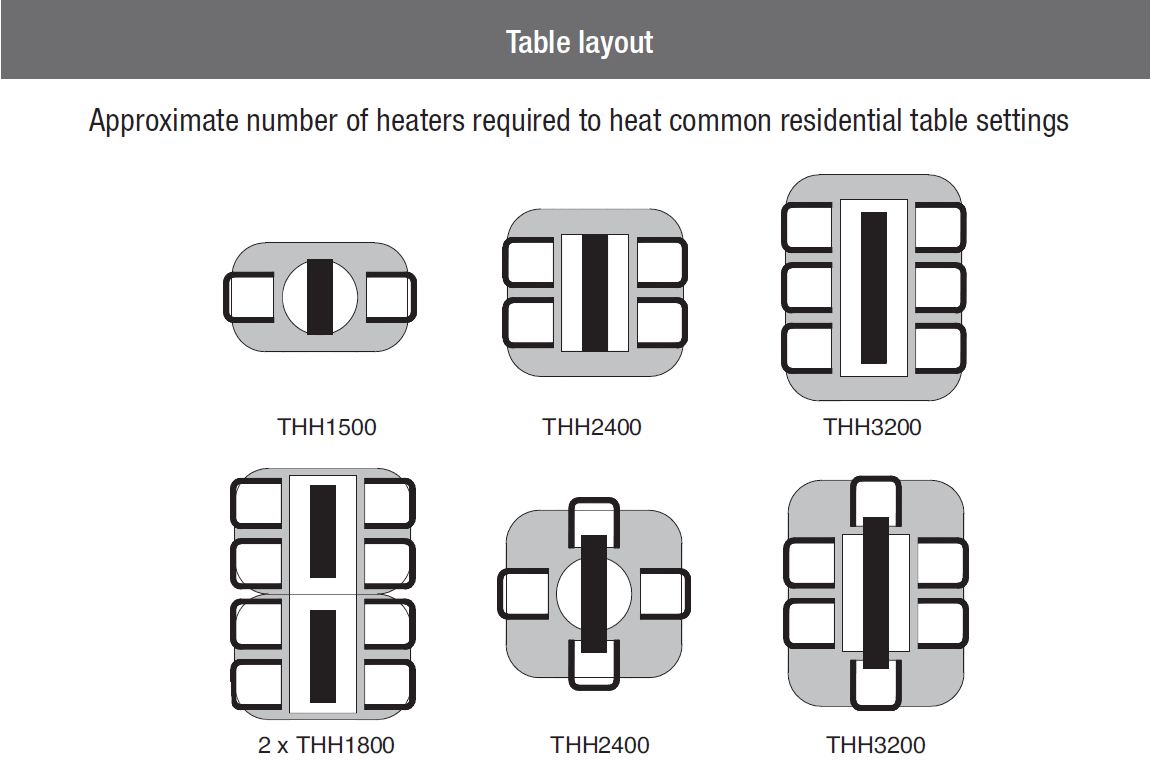 Table layout
Approximate number of heaters required to heat common residential table settings
THH1500
THH2400
THH3200
2 x THH1800
THH2400
THH3200